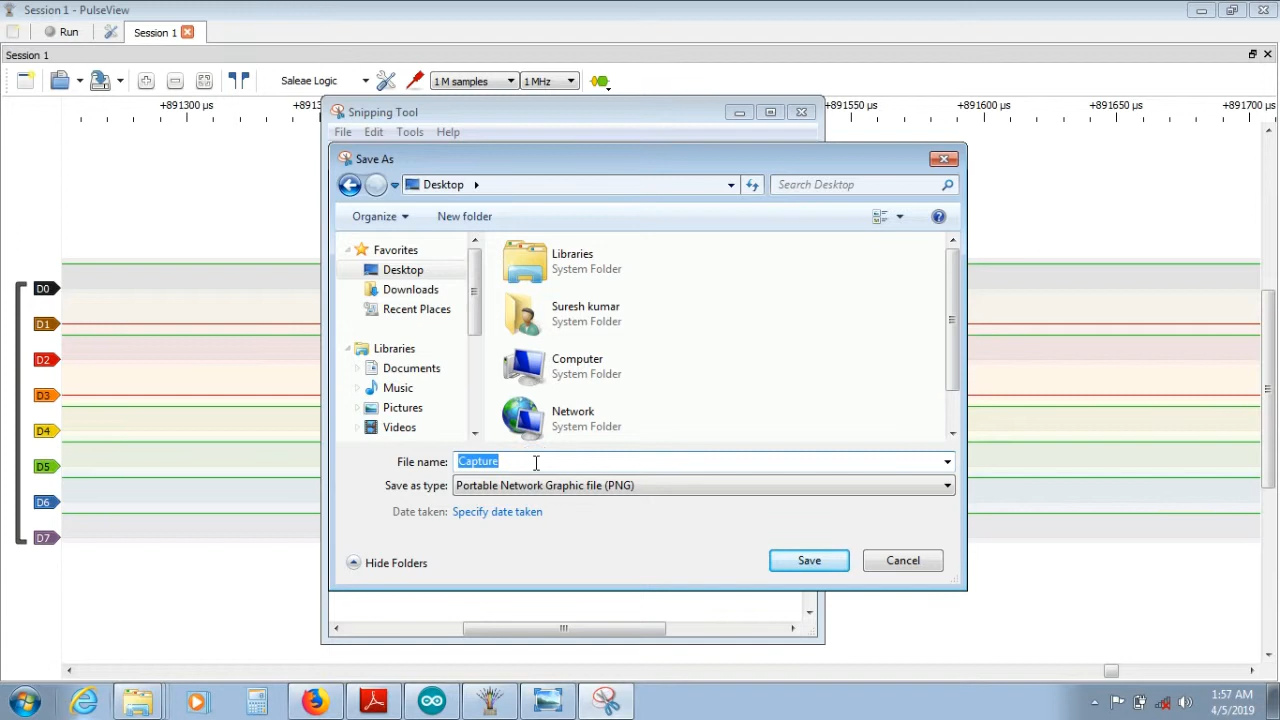 Session 1 - PulseView
Run
Session 1
Session 1
Saleae Logic
1 M samples
1 MHz
+891300 µs
+891550 µs
+891600 µs
+891650 µs
+891700 µs
Snipping Tool
File Edit Tools Help
Save As
Desktop
Search Desktop
Organize
New folder
Favorites
Desktop
Downloads
Recent Places
Libraries
Documents
Music
Pictures
Videos
Libraries
System Folder
Suresh kumar
System Folder
Computer
System Folder
Network
System Folder
D0
D1
D2
D3
D4
D5
D6
D7
File name: Capture
Save as type: Portable Network Graphic file (PNG)
Date taken: Specify date taken
Hide Folders
Save
Cancel
1:57 AM
4/5/2019